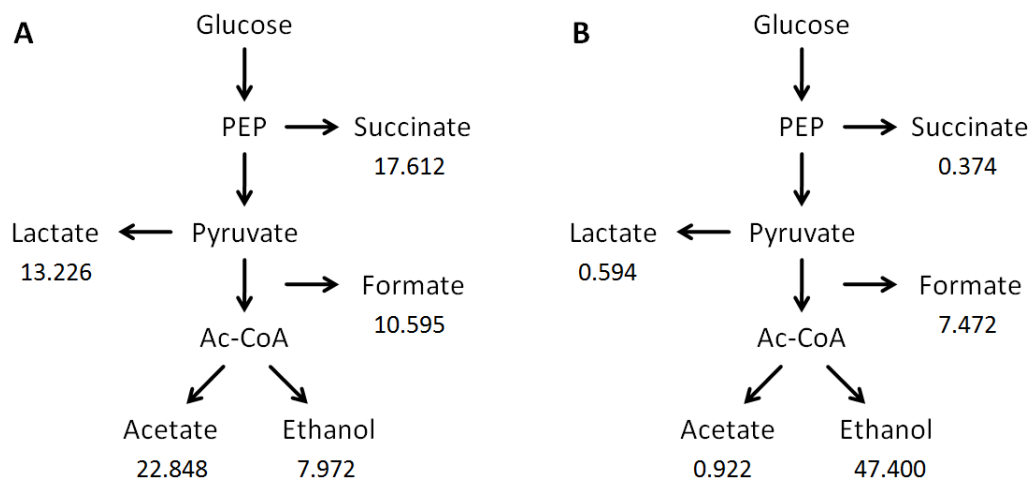 A
Glucose
PEP
Succinate
17.612
Lactate
13.226
Pyruvate
Formate
10.595
Ac-CoA
Acetate
22.848
Ethanol
7.972
B
Glucose
PEP
Succinate
0.374
Lactate
0.594
Pyruvate
Formate
7.472
Ac-CoA
Acetate
0.922
Ethanol
47.400